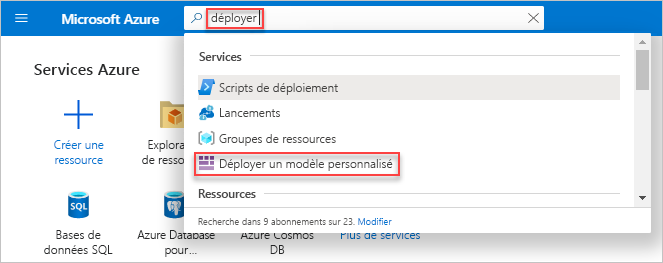 Microsoft Azure
déployer
Services Azure
Services
Scripts de déploiement
Lancements
Groupes de ressources
Déployer un modèle personnalisé
Ressources
Recherche dans 9 abonnements sur 23. Modifier
Créer une
ressource
Explora
de ressou
SQL
Bases de
données SQL
Azure Database
pour...
Azure Cosmos
DB
Plus de services